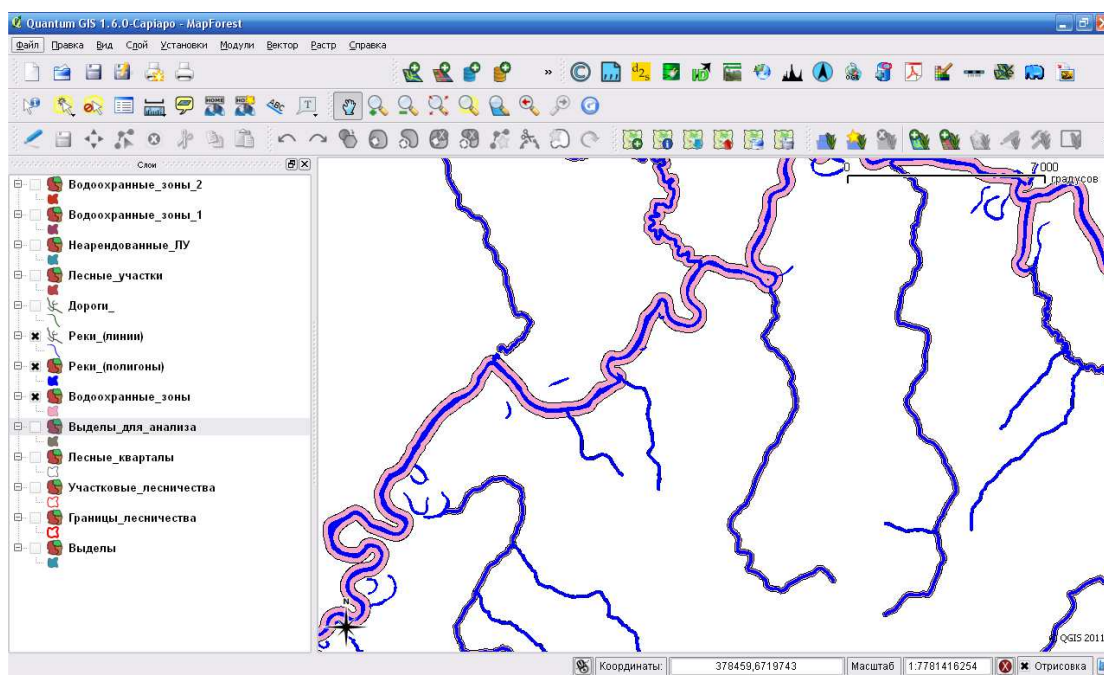 Quantum GIS 1.6.0-Capiapo - MapForest
Файл Правка Вид Слой Установки Модули Вектор Растр Справка
Слои
Водоохранные_зоны_2
Водоохранные_зоны_1
Неарендованные_ЛУ
Лесные_участки
Дороги_
Реки_(линии)
Реки_(полигоны)
Водоохранные_зоны
Выделы_для_анализа
Лесные_кварталы
Участковые_лесничества
Границы_лесничества
Выделы
0 7'000
градусов
N
© QGIS 2011
Координаты: 378459,6719743 Масштаб 1:7781416254 Отрисовка